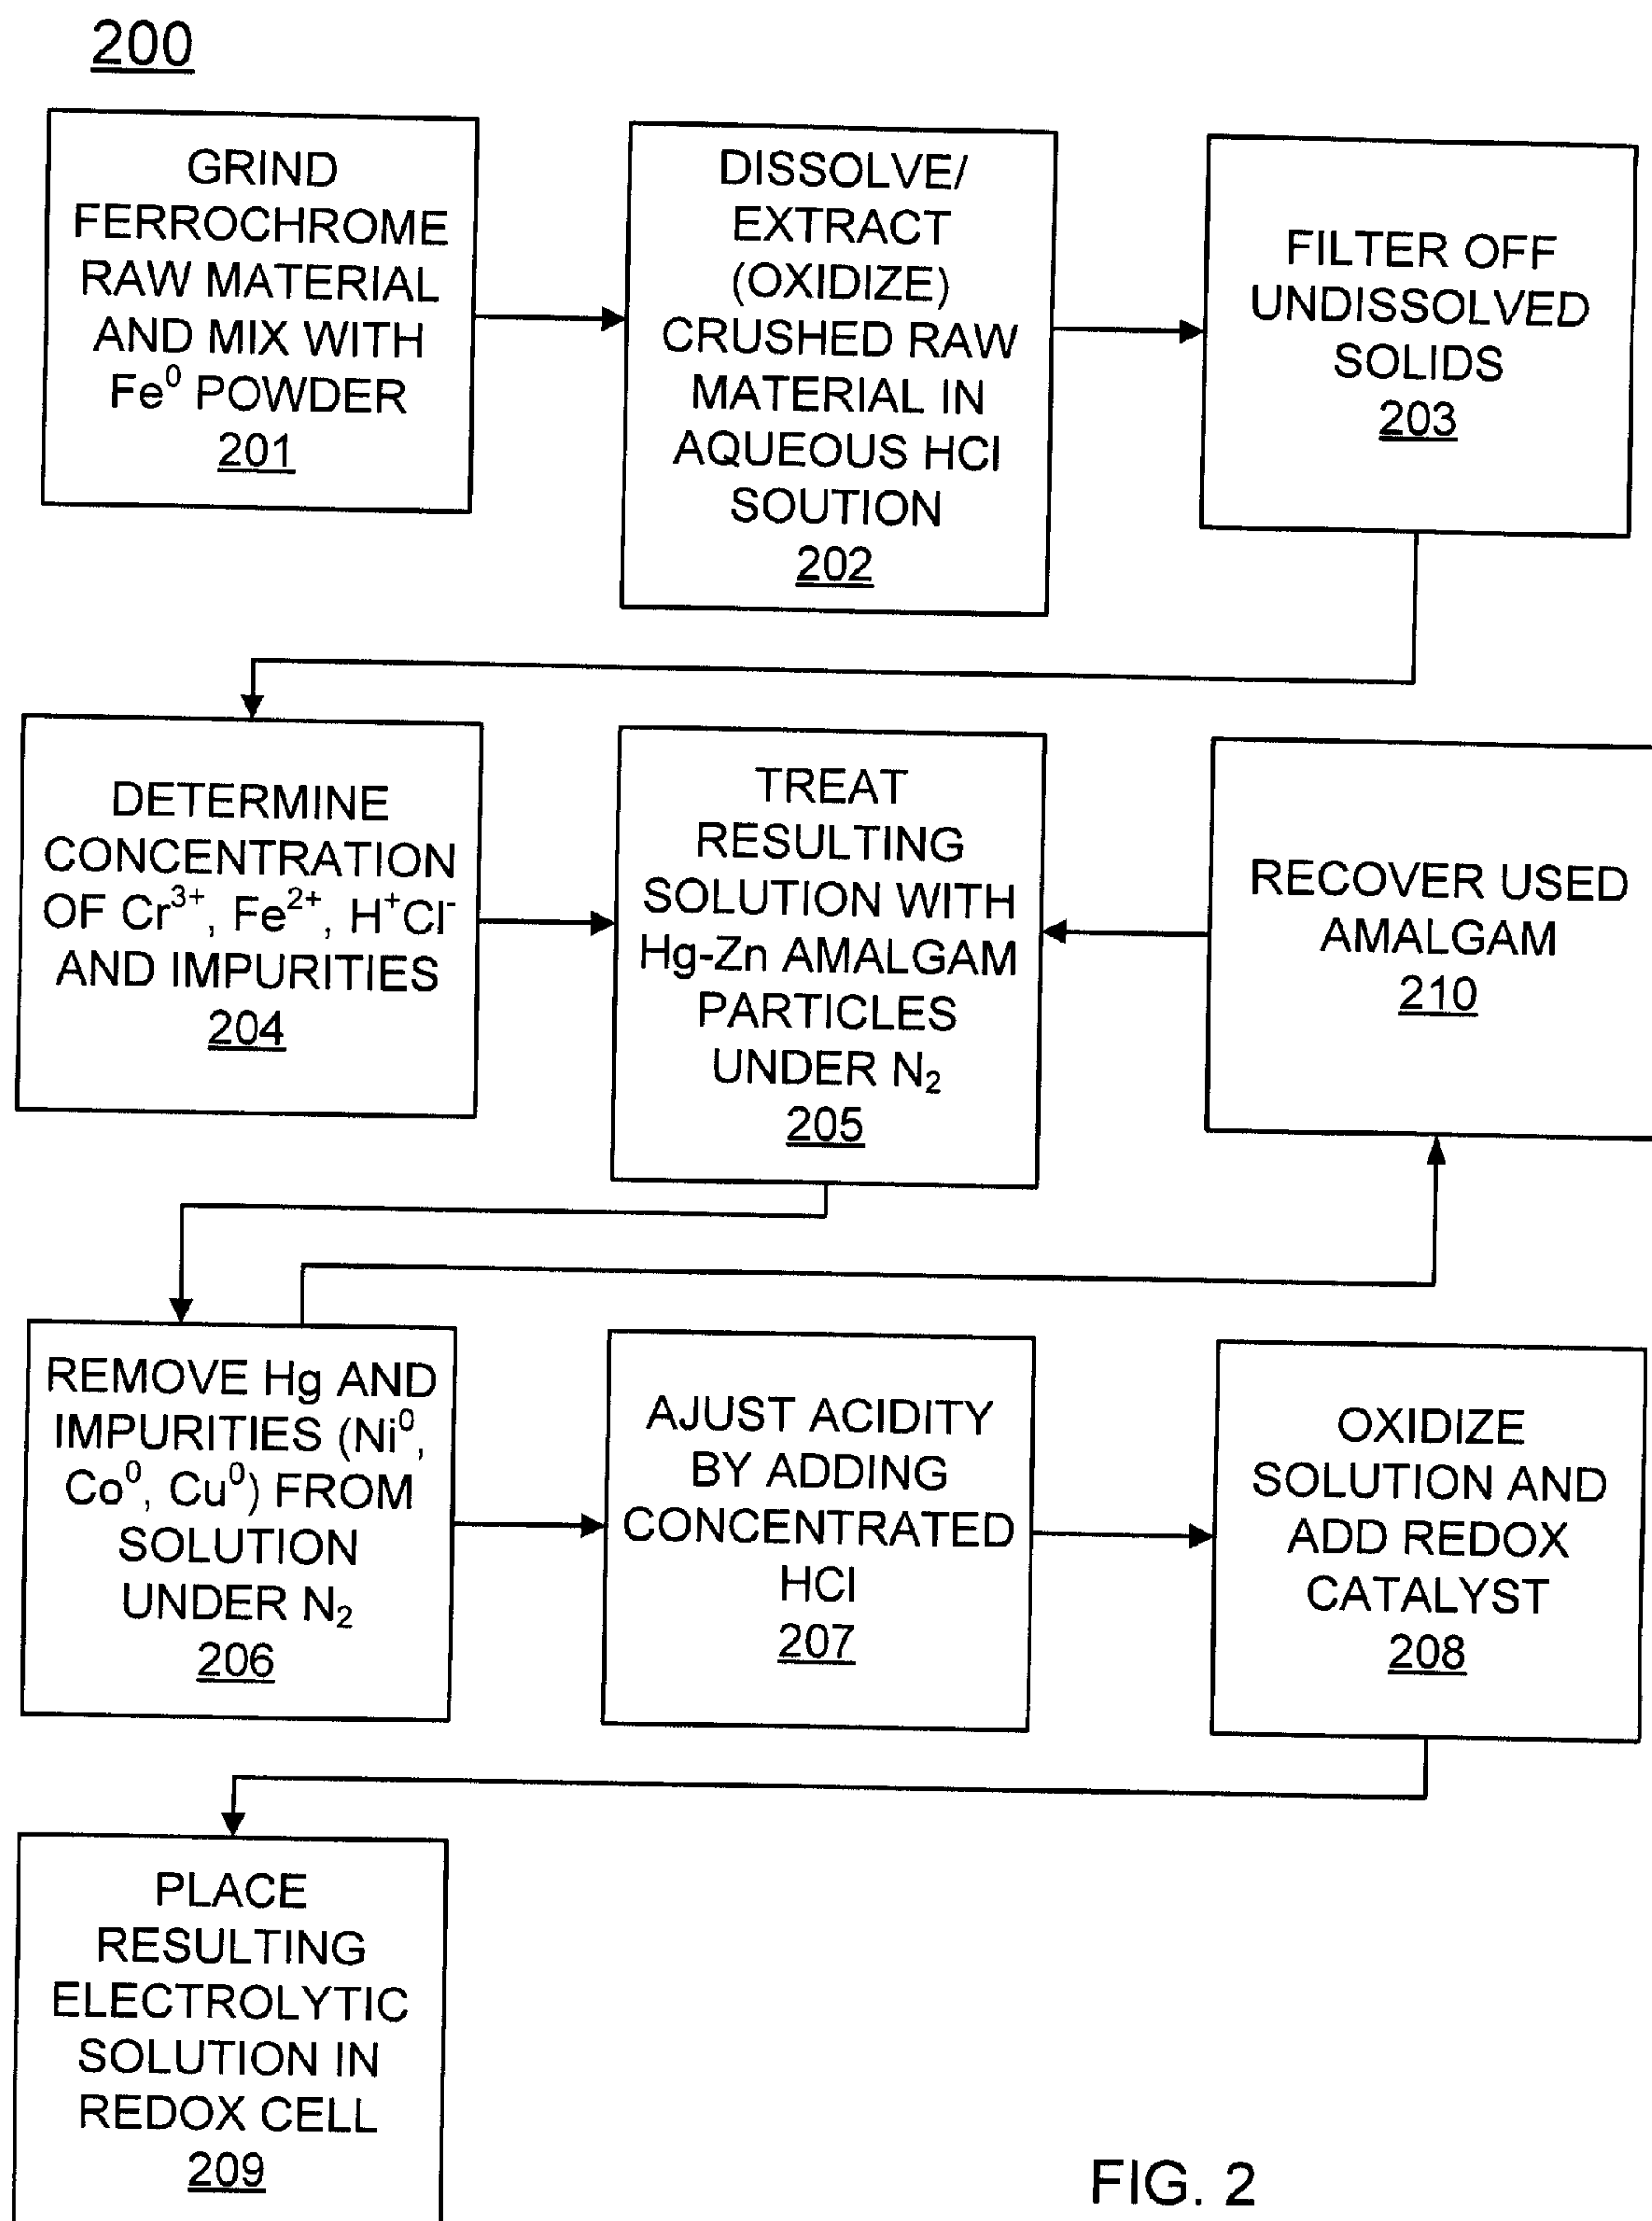 200
GRIND
FERROCHROME
RAW MATERIAL
AND MIX WITH
Fe⁰ POWDER
201
DISSOLVE/
EXTRACT
(OXIDIZE)
CRUSHED RAW
MATERIAL IN
AQUEOUS HCl
SOUTION
202
FILTER OFF
UNDISSOLVED
SOLIDS
203
DETERMINE
CONCENTRATION
OF Cr³⁺, Fe²⁺, H⁺Cl⁻
AND IMPURITIES
204
TREAT
RESULTING
SOLUTION WITH
Hg-Zn AMALGAM
PARTICLES
UNDER N₂
205
RECOVER USED
AMALGAM
210
REMOVE Hg AND
IMPURITIES (Ni⁰,
Co⁰, Cu⁰) FROM
SOLUTION
UNDER N₂
206
AJUST ACIDITY
BY ADDING
CONCENTRATED
HCl
207
OXIDIZE
SOLUTION AND
ADD REDOX
CATALYST
208
PLACE
RESULTING
ELECTROLYTIC
SOLUTION IN
REDOX CELL
209
FIG. 2